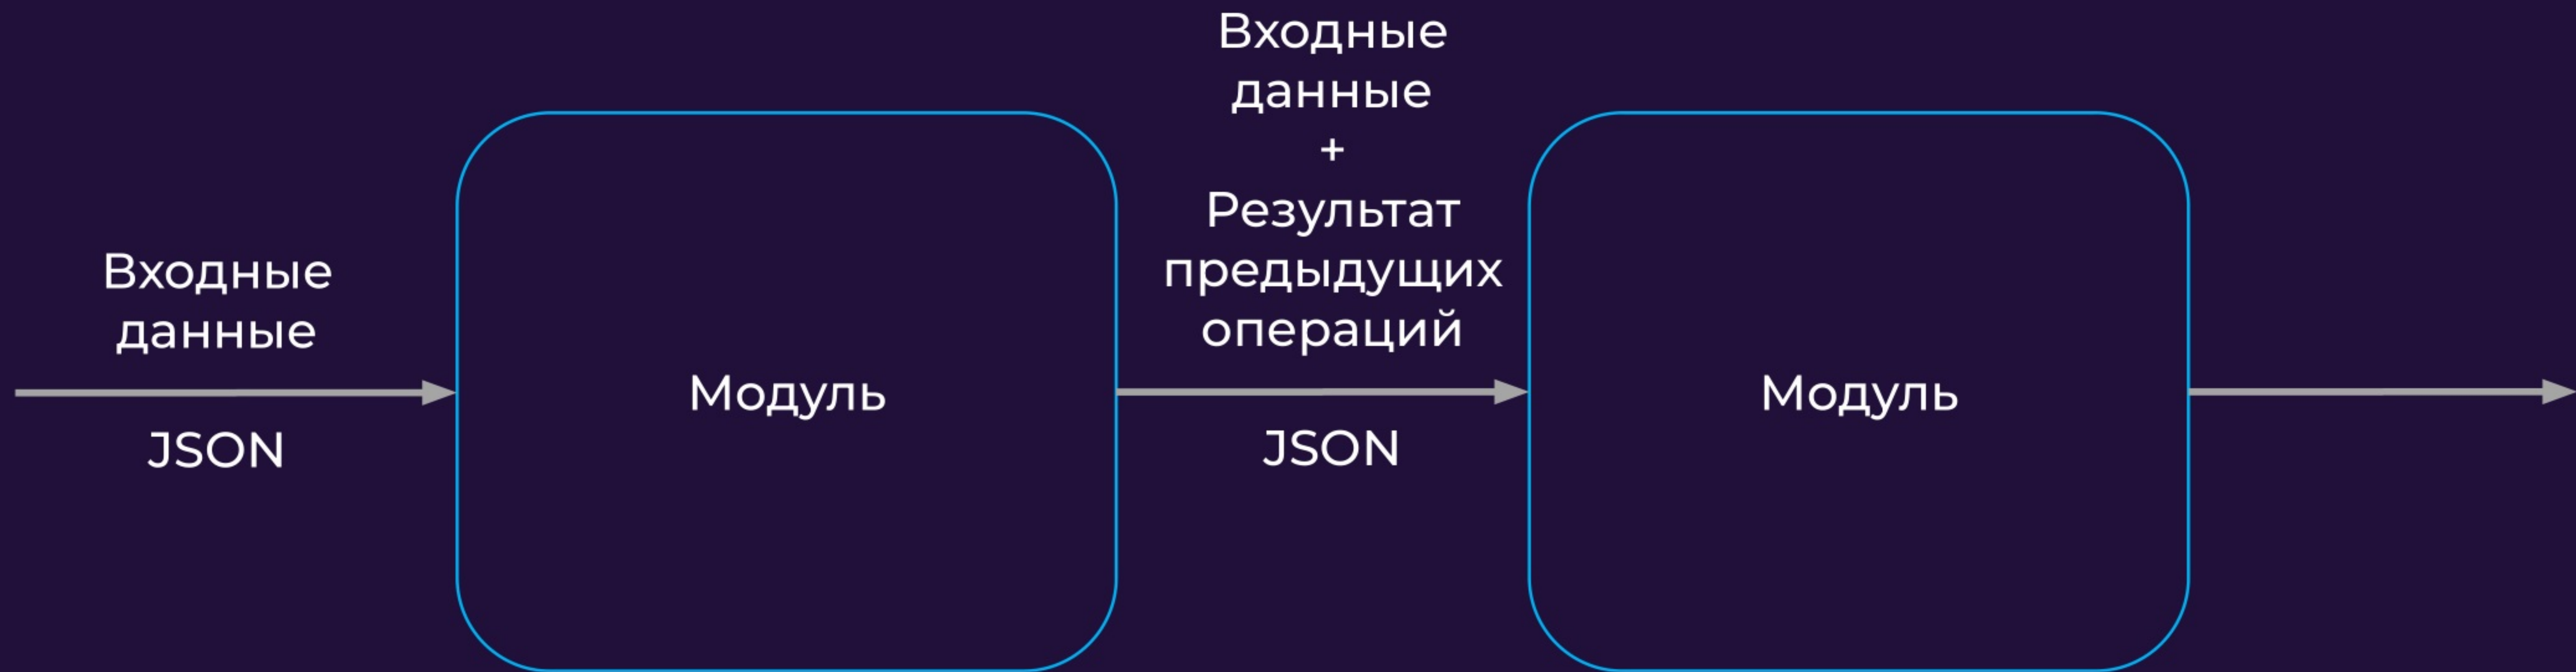 Входные
данные
JSON
Модуль
Входные
данные
+
Результат
предыдущих
операций
JSON
Модуль